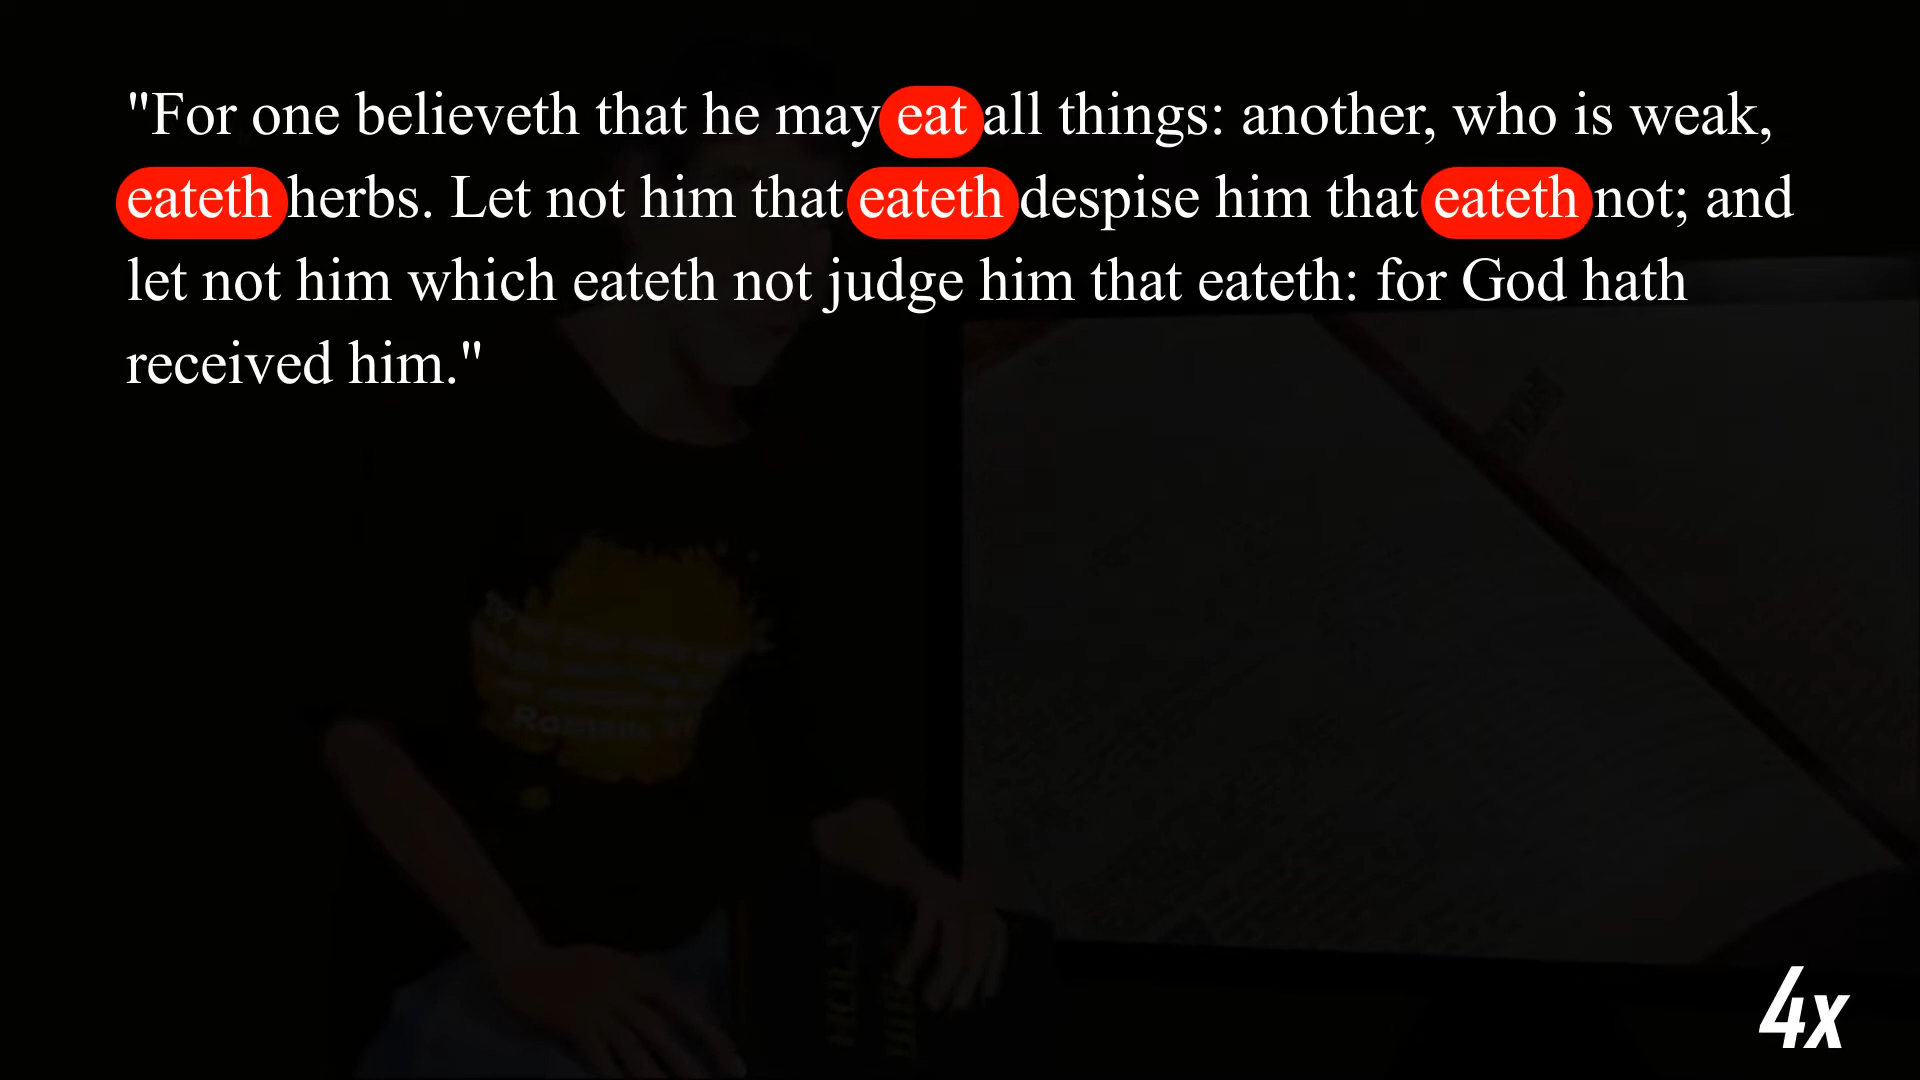 "For one believeth that he may eat all things: another, who is weak,
eateth herbs. Let not him that eateth despise him that eateth not; and
let not him which eateth not judge him that eateth: for God hath
received him."
Romans
HOLY
4x